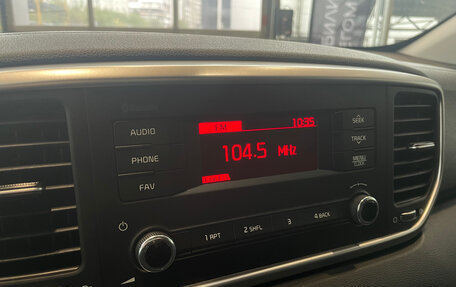 FM 10:35
AUDIO
SEEK
104.5 MHz
TRACK
PHONE
MENU
CLOCK
FAV
1 RPT 2 SHFL 3 4 BACK